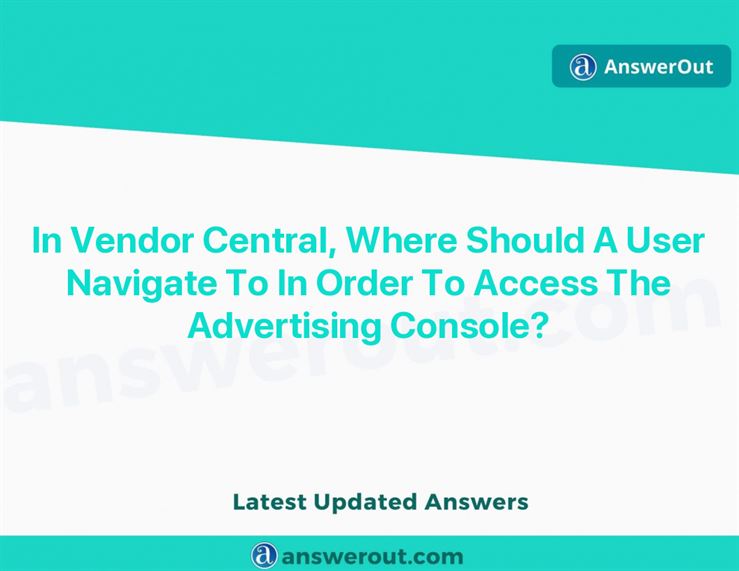 AnswerOut
In Vendor Central, Where Should A User
Navigate To In Order To Access The
Advertising Console?
answerout.com
Latest Updated Answers
answerout.com